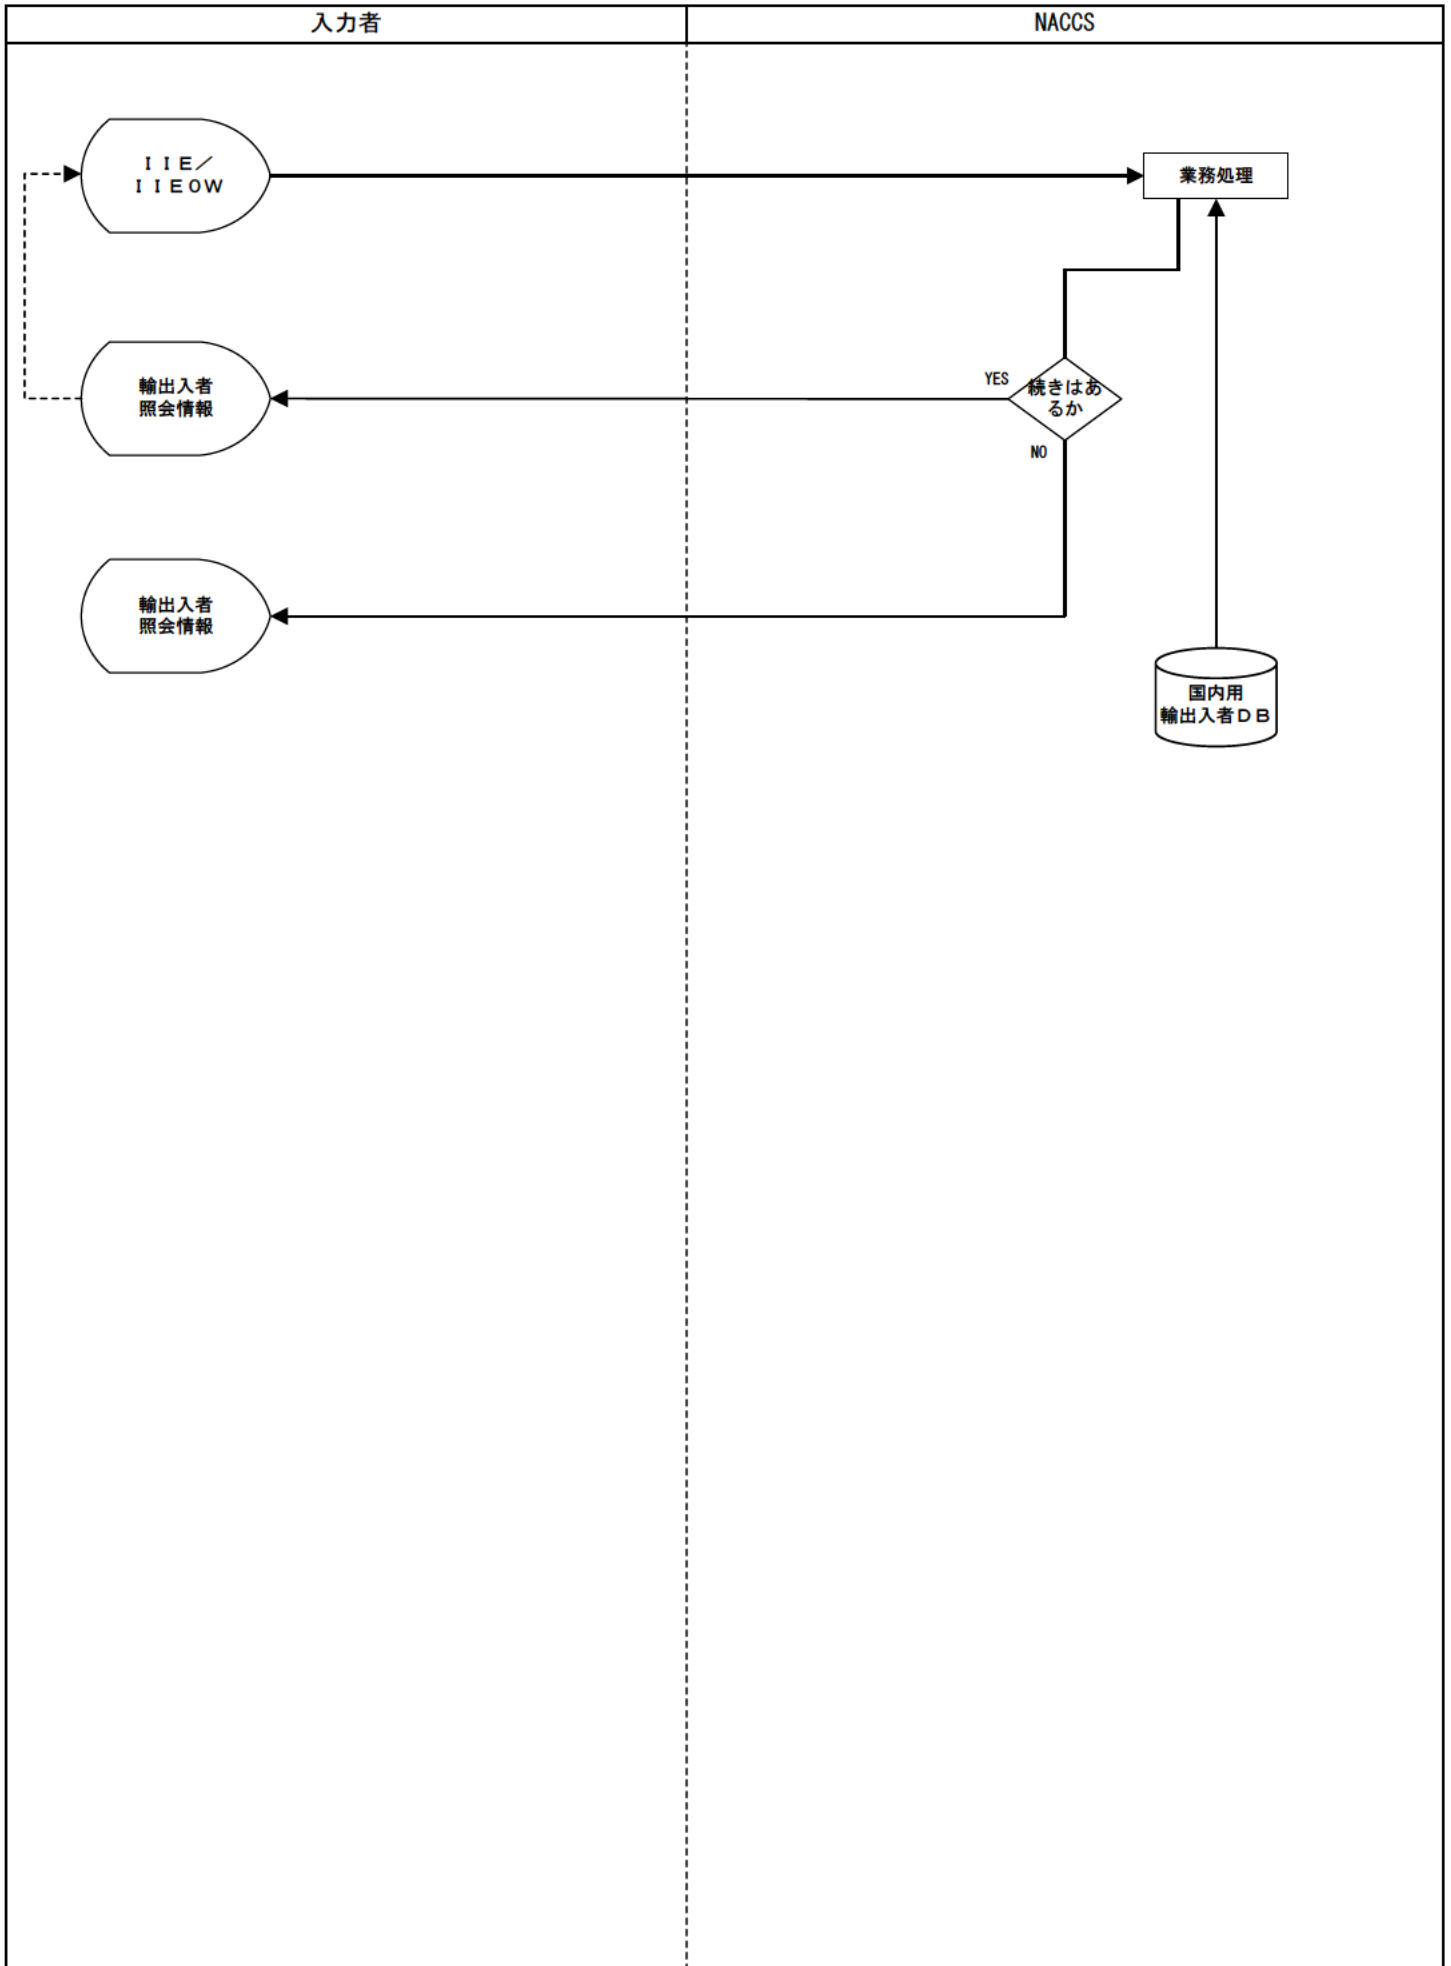 入力者
NACCS
ＩＩＥ／
ＩＩＥ０Ｗ
業務処理
輸出入者
照会情報
YES
続きはあ
るか
NO
輸出入者
照会情報
国内用
輸出入者ＤＢ